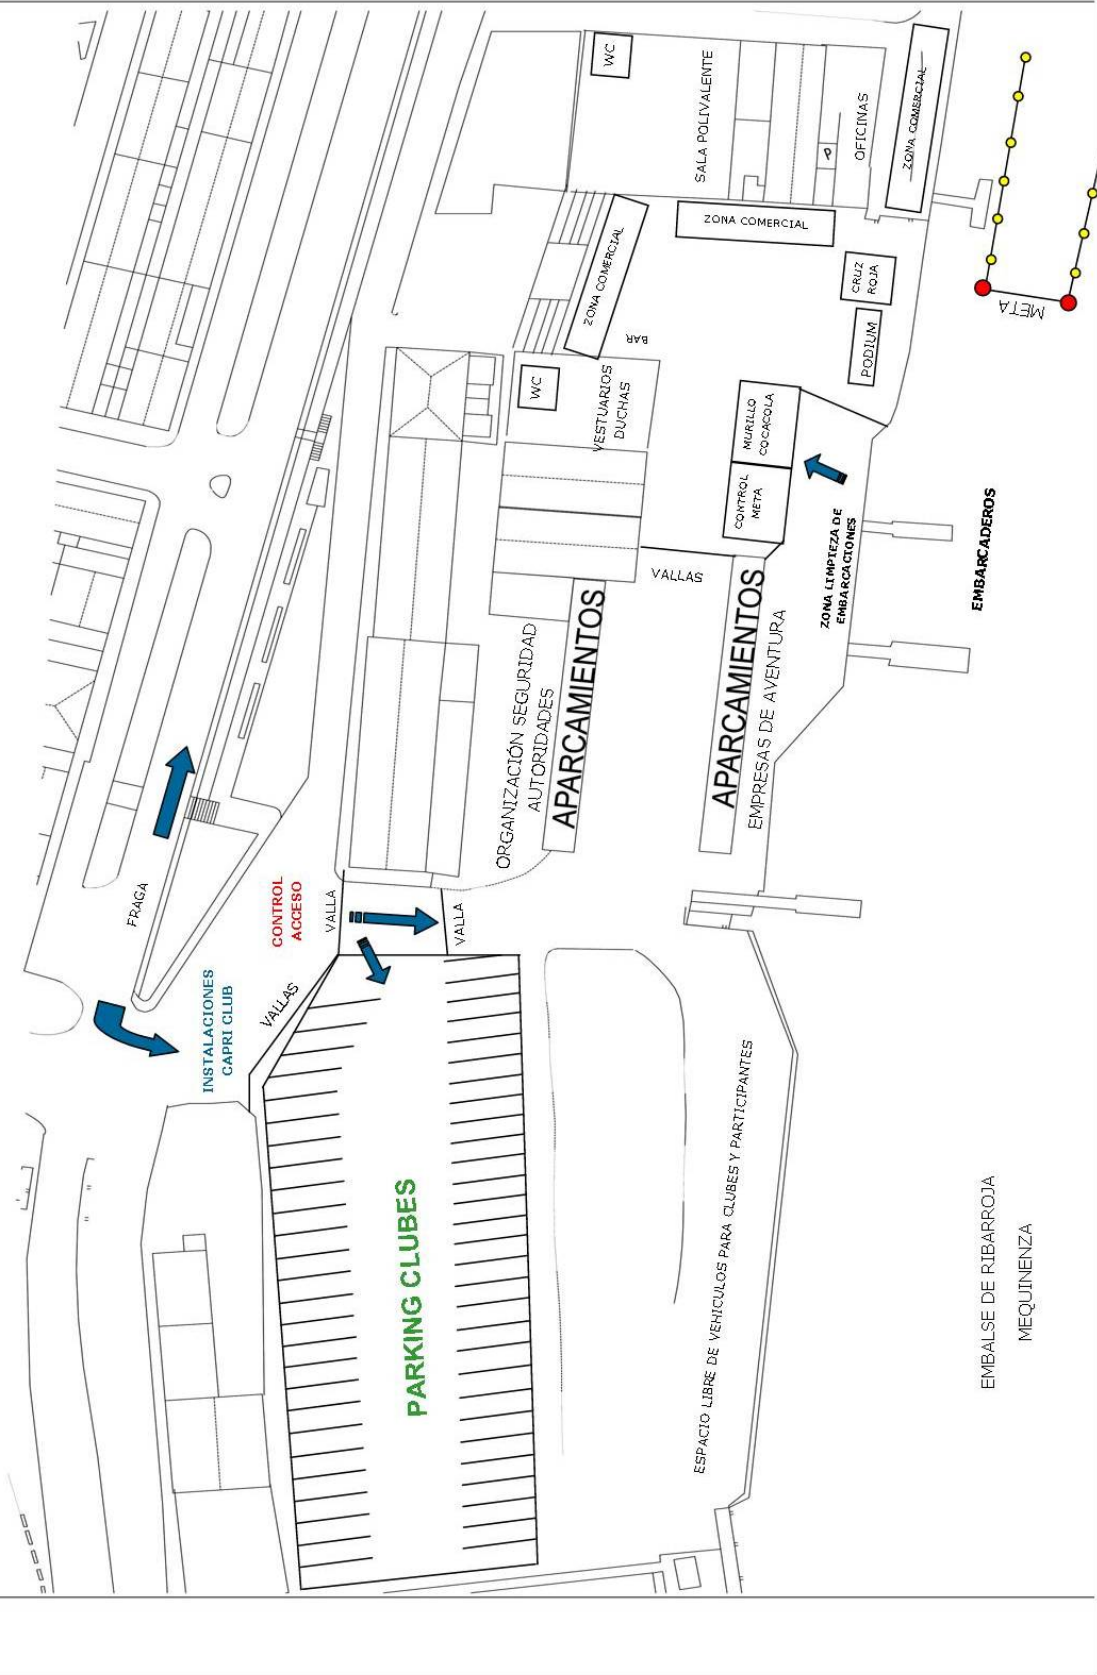 WC
SALA POLIVALENTE
OFICINAS
ZONA COMERCIAL
ZONA COMERCIAL
ZONA COMERCIAL
CRUZ
ROJA
META
PODIUM
BAR
WC
VESTUARIOS
DUCHAS
MURILLO
COCACOLA
CONTROL
META
ZONA LIMPIEZA DE
EMBARCACIONES
EMBARCADEROS
VALLAS
ORGANIZACIÓN SEGURIDAD
AUTORIDADES
APARCAMIENTOS
APARCAMIENTOS
EMPRESAS DE AVENTURA
FRAGA
CONTROL
ACCESO
VALLA
VALLA
INSTALACIONES
CAPRI CLUB
VALLAS
PARKING CLUBES
ESPACIO LIBRE DE VEHICULOS PARA CLUBES Y PARTICIPANTES
EMBALSE DE RIBARROJA
MEQUINENZA